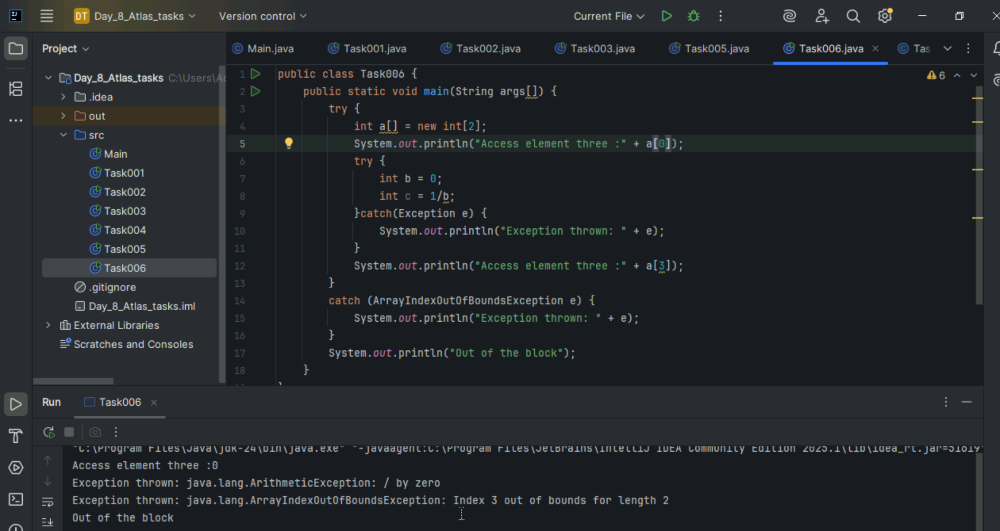 DT Day_8_Atlas_tasks Version control Current File
Project
Main.java Task001.java Task002.java Task003.java Task005.java Task006.java Tas
Day_8_Atlas_tasks C:\Users\Ac
.idea
out
src
Main
Task001
Task002
Task003
Task004
Task005
Task006
.gitignore
Day_8_Atlas_tasks.iml
External Libraries
Scratches and Consoles
6
1 public class Task006 {
2 public static void main(String args[]) {
3 try {
4 int a[] = new int[2];
5 System.out.println("Access element three :" + a[0]);
6 try {
7 int b = 0;
8 int c = 1/b;
9 }catch(Exception e) {
10 System.out.println("Exception thrown: " + e);
11 }
12 System.out.println("Access element three :" + a[3]);
13 }
14 catch (ArrayIndexOutOfBoundsException e) {
15 System.out.println("Exception thrown: " + e);
16 }
17 System.out.println("Out of the block");
18 }
Run Task006
"C:\Program Files\Java\jdk-24\bin\java.exe" "-javaagent:C:\Program Files\JetBrains\IntelliJ IDEA Community Edition 2025.1\lib\idea_rt.jar=51819
Access element three :0
Exception thrown: java.lang.ArithmeticException: / by zero
Exception thrown: java.lang.ArrayIndexOutOfBoundsException: Index 3 out of bounds for length 2
Out of the block